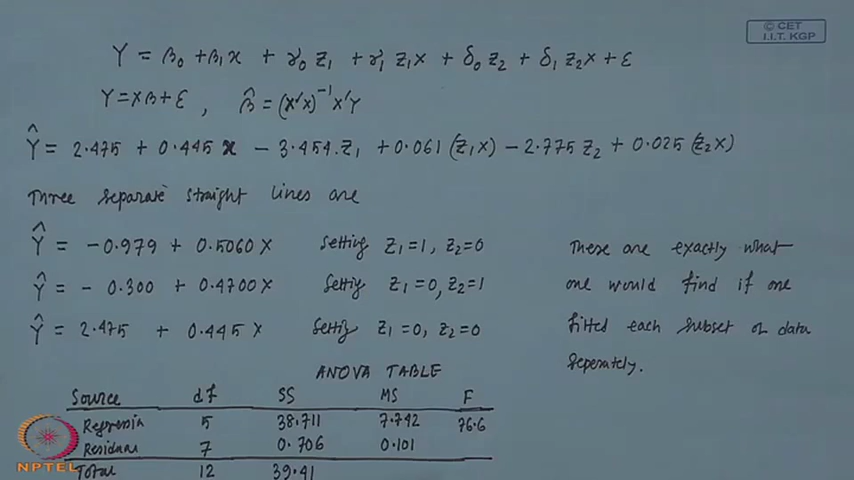 © CET
I.I.T. KGP
Y = β₀ + β₁x + γ₀ z₁ + γ₁ z₁x + δ₀ z₂ + δ₁ z₂x + ε
Y = Xβ + ε , β̂ = (X'X)⁻¹ X'Y
Ŷ = 2.475 + 0.445 x − 3.454.z₁ + 0.061 (z₁x) − 2.775 z₂ + 0.025 (z₂x)
Three separate straight lines are
Ŷ = −0.979 + 0.5060 x Setting z₁=1, z₂=0
Ŷ = − 0.300 + 0.4700 x Settig z₁=0, z₂=1
Ŷ = 2.475 + 0.445 x Settig z₁=0, z₂=0
These are exactly what
one would find if one
fitted each subset of data
seperately.
ANOVA TABLE
Source df SS MS F
Regression 5 38.711 7.742 76.6
Residual 7 0.706 0.101
Total 12 39.41
NPTEL